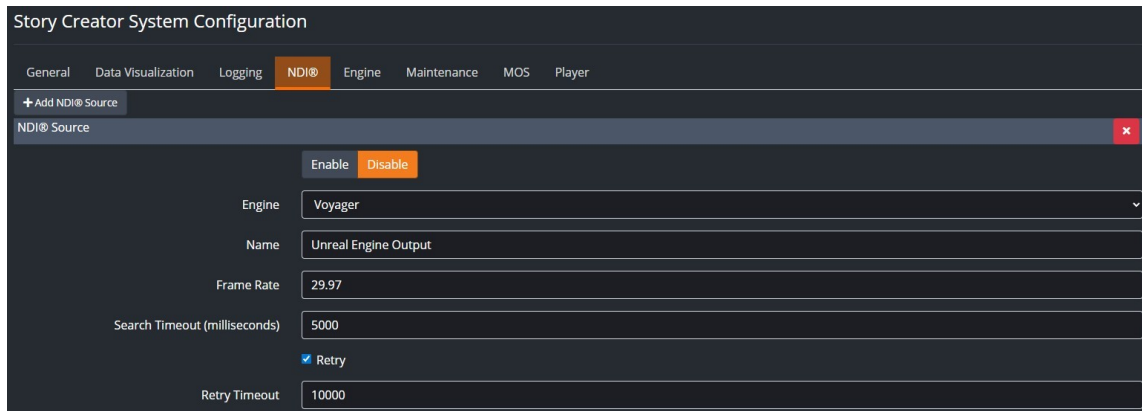 Story Creator System Configuration
General Data Visualization Logging NDI® Engine Maintenance MOS Player
+ Add NDI® Source
NDI® Source
Enable Disable
Engine Voyager
Name Unreal Engine Output
Frame Rate 29.97
Search Timeout (milliseconds) 5000
Retry
Retry Timeout 10000